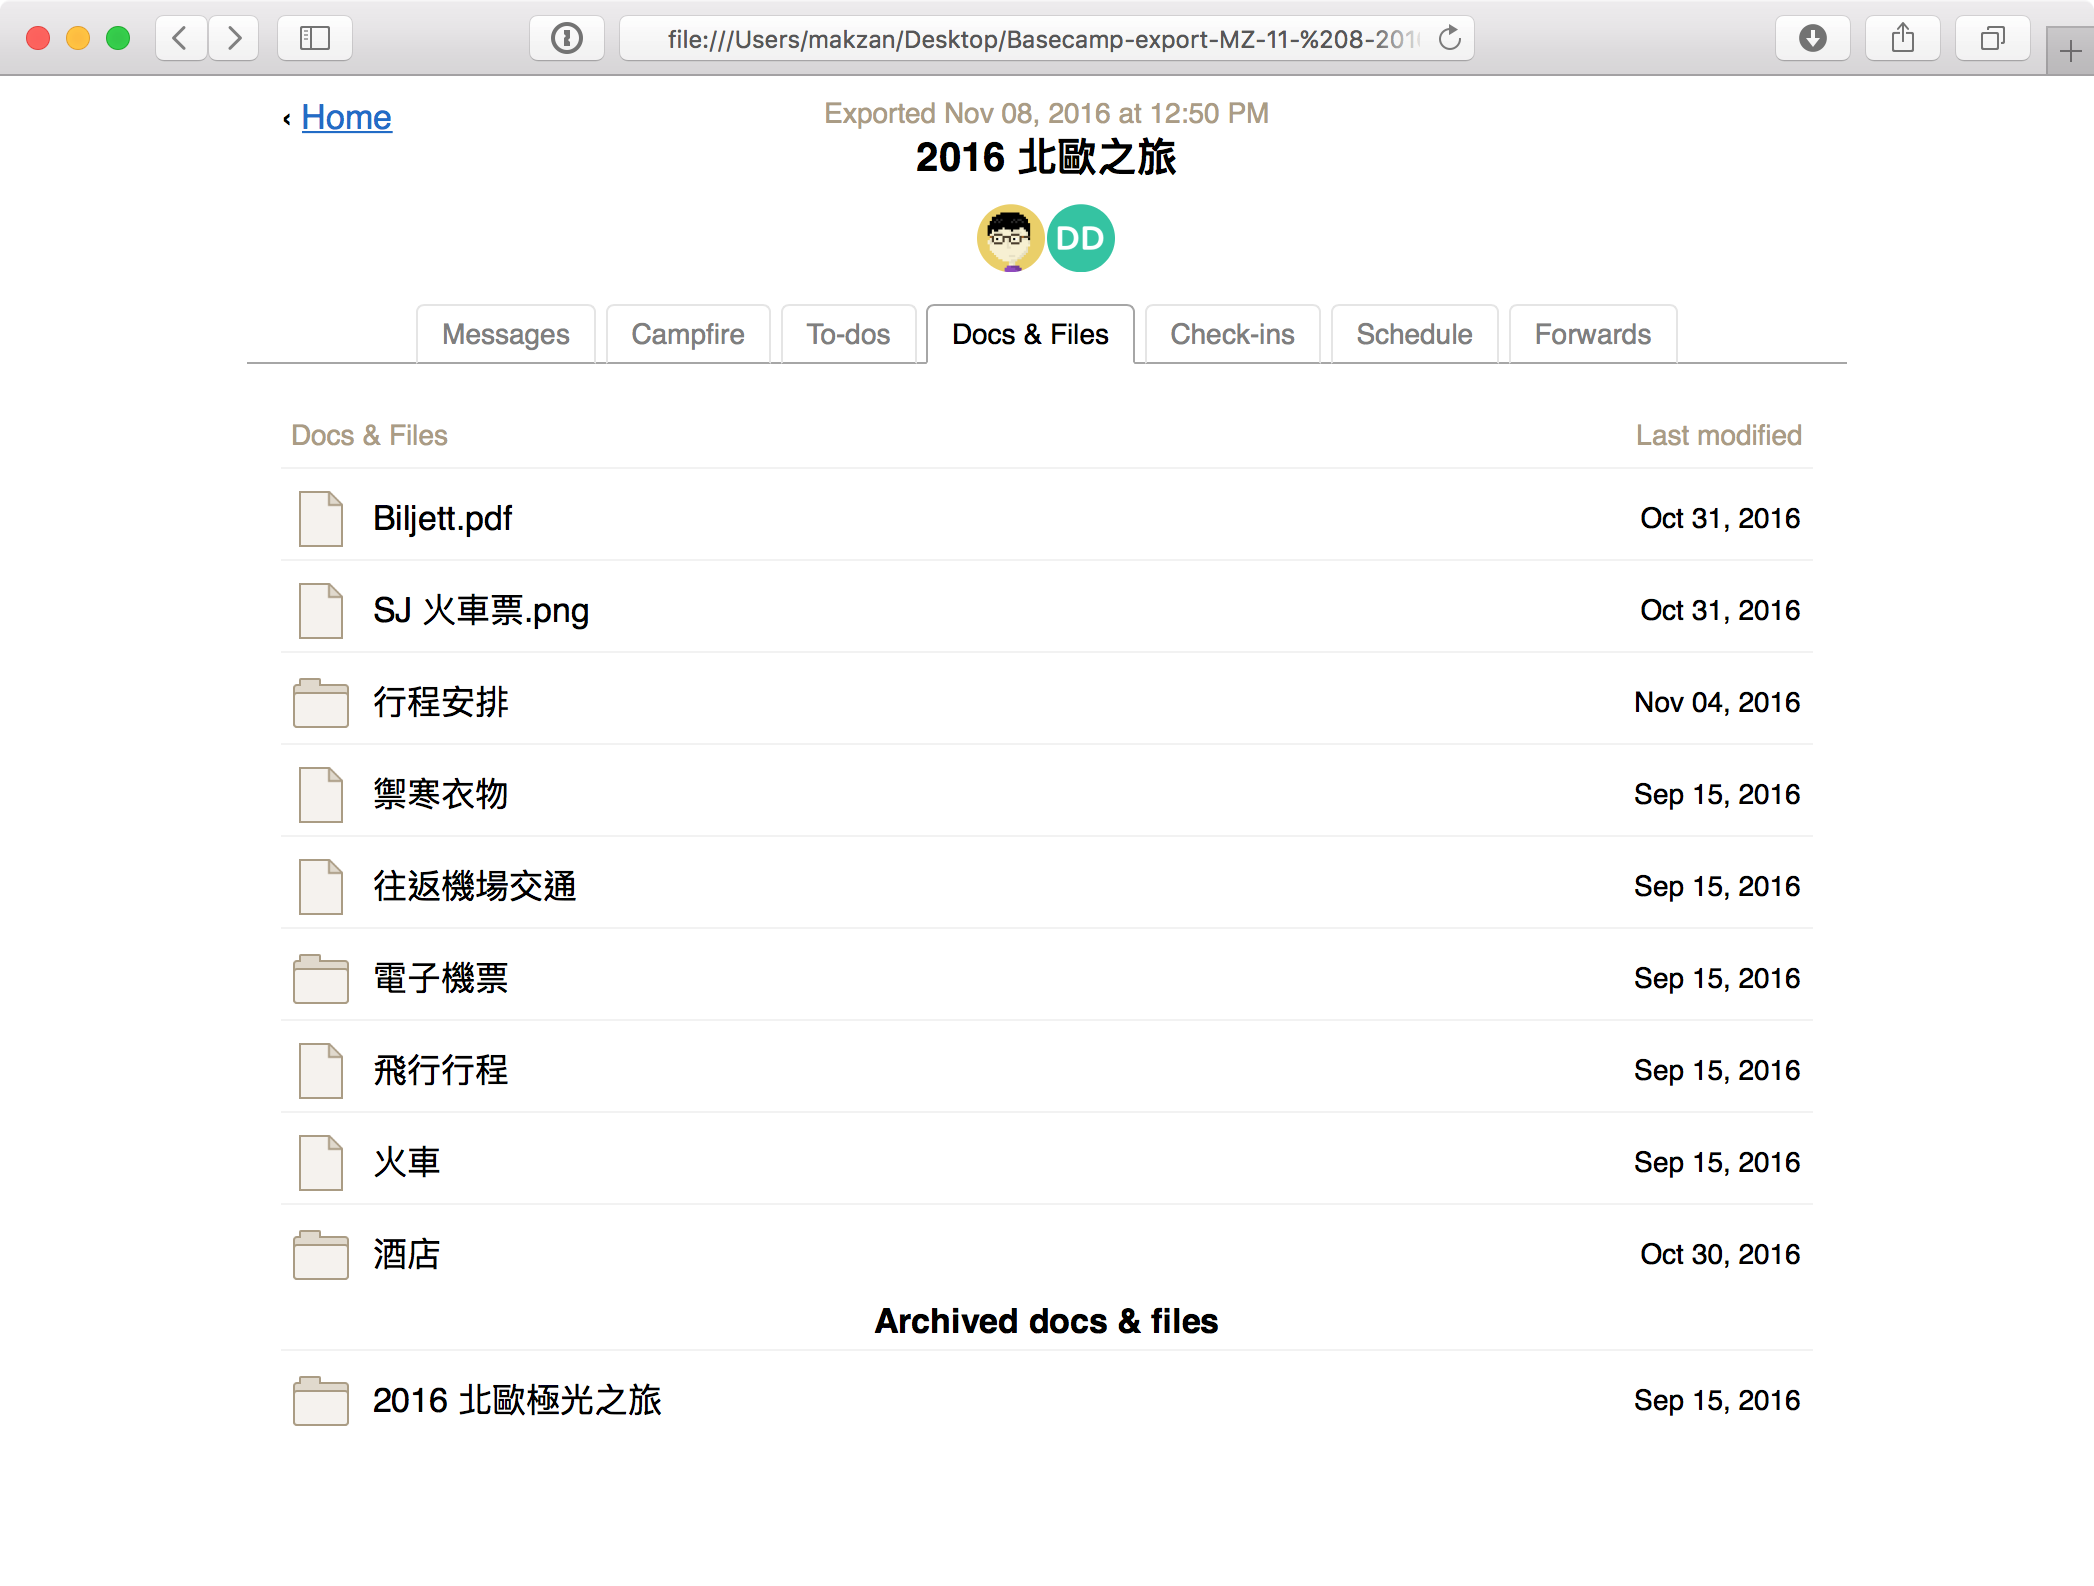 file:///Users/makzan/Desktop/Basecamp-export-MZ-11-%208-201
‹ Home
Exported Nov 08, 2016 at 12:50 PM
2016 北歐之旅
DD
Messages Campfire To-dos Docs & Files Check-ins Schedule Forwards
Docs & Files Last modified
Biljett.pdf Oct 31, 2016
SJ 火車票.png Oct 31, 2016
行程安排 Nov 04, 2016
禦寒衣物 Sep 15, 2016
往返機場交通 Sep 15, 2016
電子機票 Sep 15, 2016
飛行行程 Sep 15, 2016
火車 Sep 15, 2016
酒店 Oct 30, 2016
Archived docs & files
2016 北歐極光之旅 Sep 15, 2016